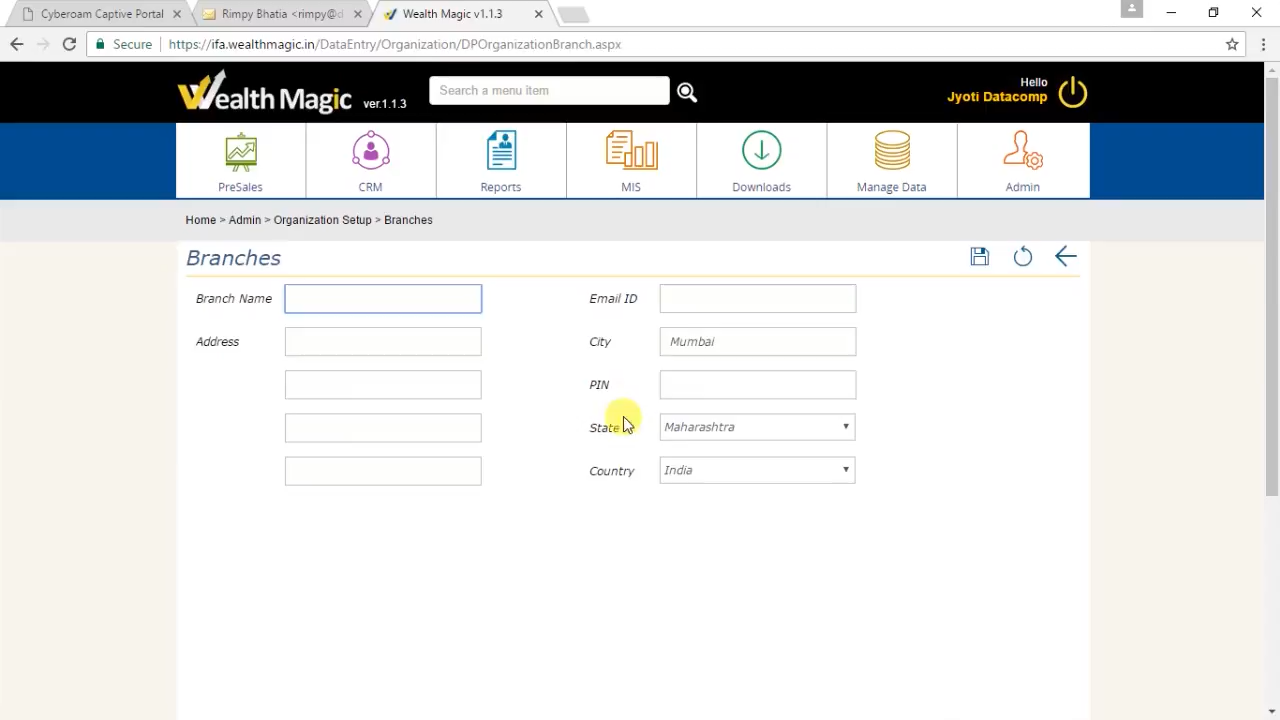 Cyberoam Captive Portal
Rimpy Bhatia <rimpy@d
Wealth Magic v1.1.3
Secure
https://ifa.wealthmagic.in/DataEntry/Organization/DPOrganizationBranch.aspx
Wealth Magic ver.1.1.3
Search a menu item
Hello
Jyoti Datacomp
PreSales
CRM
Reports
MIS
Downloads
Manage Data
Admin
Home > Admin > Organization Setup > Branches
Branches
Branch Name
Email ID
Address
City
Mumbai
PIN
State
Maharashtra
Country
India